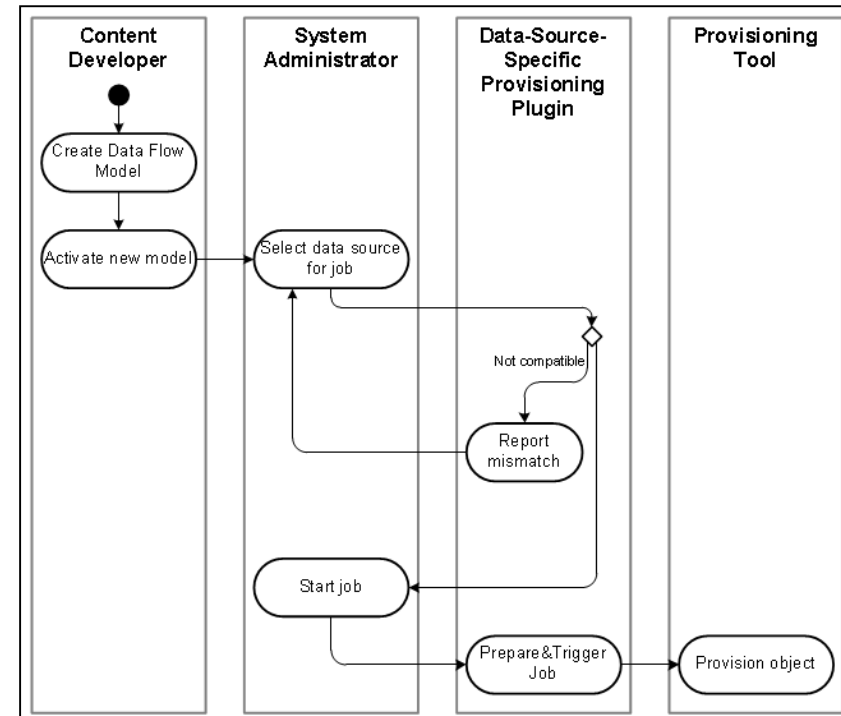 Content
Developer
System
Administrator
Data-Source-
Specific
Provisioning
Plugin
Provisioning
Tool
Create Data Flow
Model
Activate new model
Select data source
for job
Not compatible
Report
mismatch
Start job
Prepare&Trigger
Job
Provision object